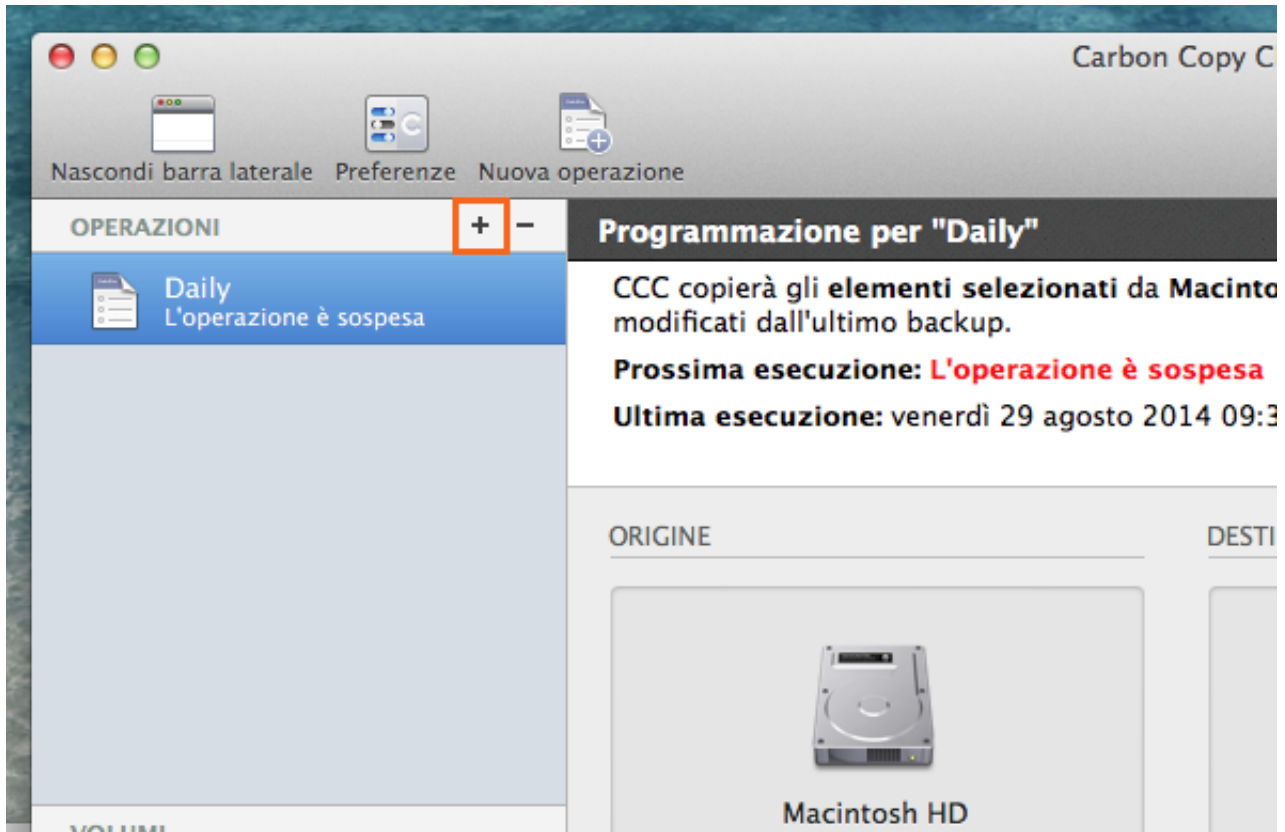 Carbon Copy
Nascondi barra laterale Preferenze Nuova operazione
OPERAZIONI + −
Daily
L'operazione è sospesa
Programmazione per "Daily"
CCC copierà gli elementi selezionati da
modificati dall'ultimo backup.
Prossima esecuzione: L'operazione è sospesa
Ultima esecuzione: venerdì 29 agosto 2014 09:3
ORIGINE
DESTI
Macintosh HD
VOLUMI